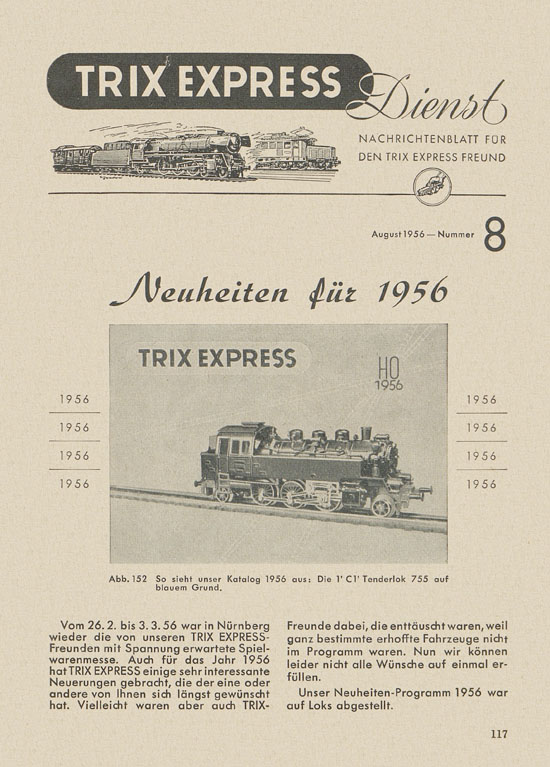 TRIX EXPRESS
Dienst
NACHRICHTENBLATT FÜR
DEN TRIX EXPRESS FREUND
August 1956 — Nummer 8
Neuheiten für 1956
TRIX EXPRESS
HO
1956
1956
1956
1956
1956
1956
1956
1956
1956
Abb. 152 So sieht unser Katalog 1956 aus: Die 1' C1' Tenderlok 755 auf
blauem Grund.
Vom 26. 2. bis 3. 3. 56 war in Nürnberg
wieder die von unseren TRIX EXPRESS-
Freunden mit Spannung erwartete Spiel-
warenmesse. Auch für das Jahr 1956
hat TRIX EXPRESS einige sehr interessante
Neuerungen gebracht, die der eine oder
andere von Ihnen sich längst gewünscht
hat. Vielleicht waren aber auch TRIX-
Freunde dabei, die enttäuscht waren, weil
ganz bestimmte erhoffte Fahrzeuge nicht
im Programm waren. Nun wir können
leider nicht alle Wünsche auf einmal er-
füllen.
Unser Neuheiten-Programm 1956 war
auf Loks abgestellt.
117